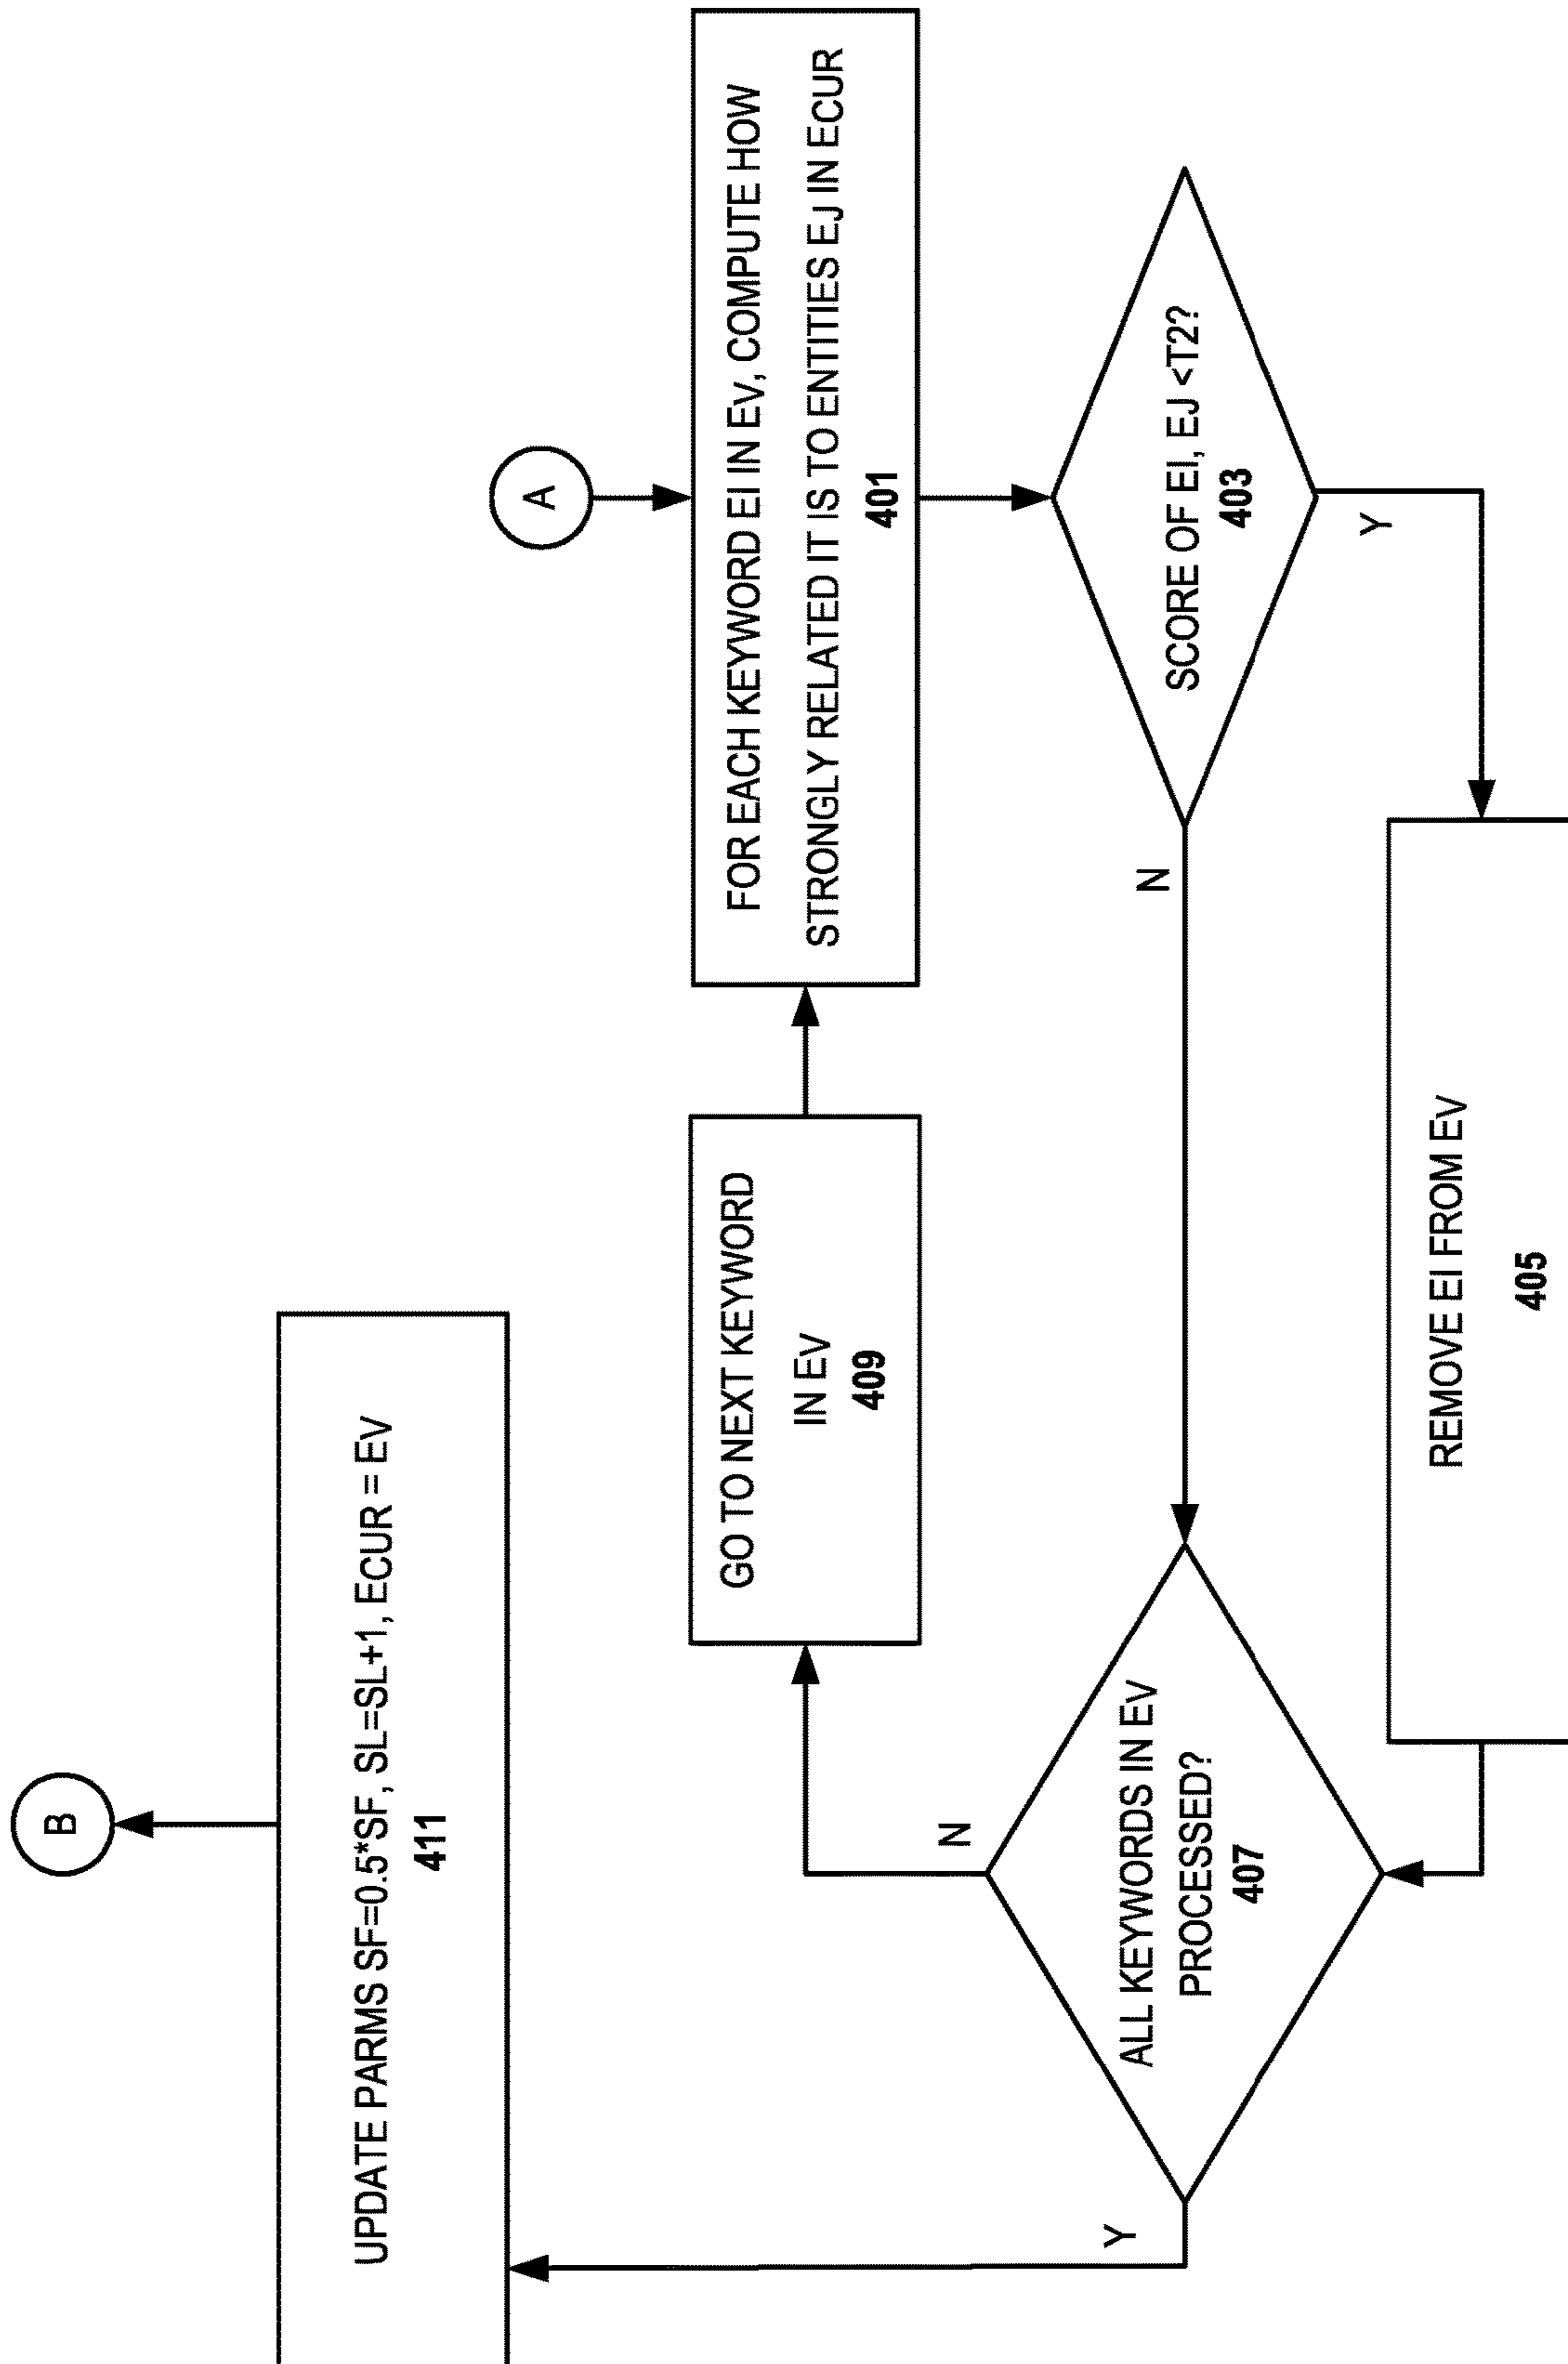 A
FOR EACH KEYWORD EI IN EV, COMPUTE HOW
STRONGLY RELATED IT IS TO ENTITIES EJ IN ECUR
401
SCORE OF EI, EJ <T2?
403
Y
N
REMOVE EI FROM EV
405
ALL KEYWORDS IN EV
PROCESSED?
407
N
Y
GO TO NEXT KEYWORD
IN EV
409
UPDATE PARMS SF=0.5*SF, SL=SL+1, ECUR = EV
411
B